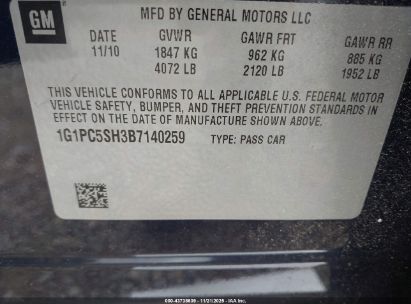 GM
MFD BY GENERAL MOTORS LLC
DATE GVWR GAWR FRT GAWR RR
11/10 1847 KG 962 KG 885 KG
4072 LB 2120 LB 1952 LB
THIS VEHICLE CONFORMS TO ALL APPLICABLE U.S. FEDERAL MOTOR
VEHICLE SAFETY, BUMPER, AND THEFT PREVENTION STANDARDS IN
EFFECT ON THE DATE OF MANUFACTURE SHOWN ABOVE.
1G1PC5SH3B7140259 TYPE: PASS CAR